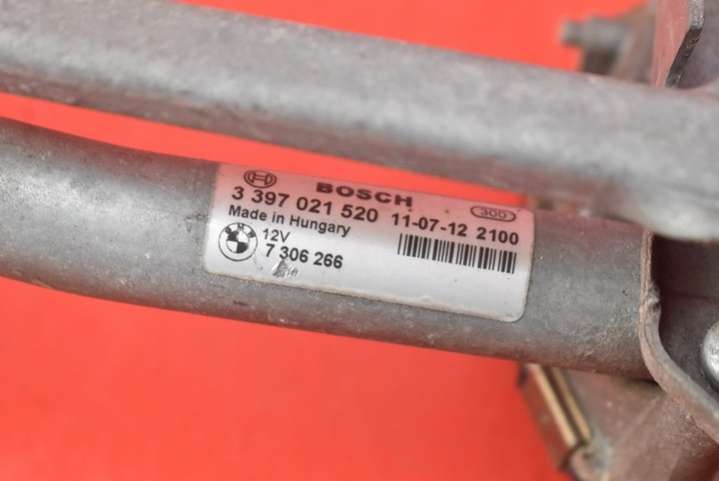 BOSCH 300
3 397 021 520 11-07-12 2100
Made in Hungary
12V
7 306 266